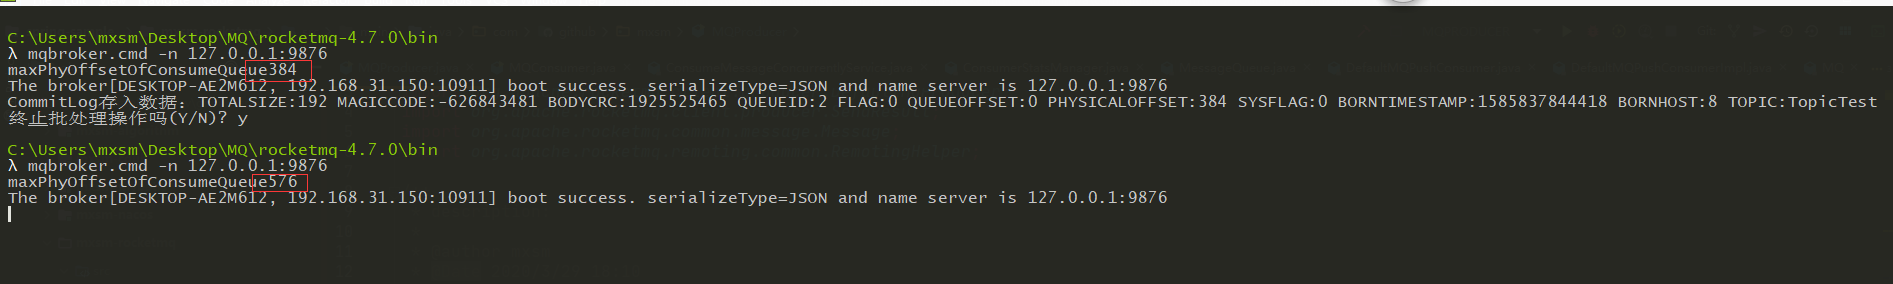 C:\Users\mxsm\Desktop\MQ\rocketmq-4.7.0\bin
λ mqbroker.cmd -n 127.0.0.1:9876
maxPhyOffsetOfConsumeQueue384
The broker[DESKTOP-AE2M612, 192.168.31.150:10911] boot success. serializeType=JSON and name server is 127.0.0.1:9876
CommitLog存入数据：TOTALSIZE:192 MAGICCODE:-626843481 BODYCRC:1925525465 QUEUEID:2 FLAG:0 QUEUEOFFSET:0 PHYSICALOFFSET:384 SYSFLAG:0 BORNTIMESTAMP:1585837844418 BORNHOST:8 TOPIC:TopicTest
终止批处理操作吗(Y/N)? y
C:\Users\mxsm\Desktop\MQ\rocketmq-4.7.0\bin
λ mqbroker.cmd -n 127.0.0.1:9876
maxPhyOffsetOfConsumeQueue576
The broker[DESKTOP-AE2M612, 192.168.31.150:10911] boot success. serializeType=JSON and name server is 127.0.0.1:9876